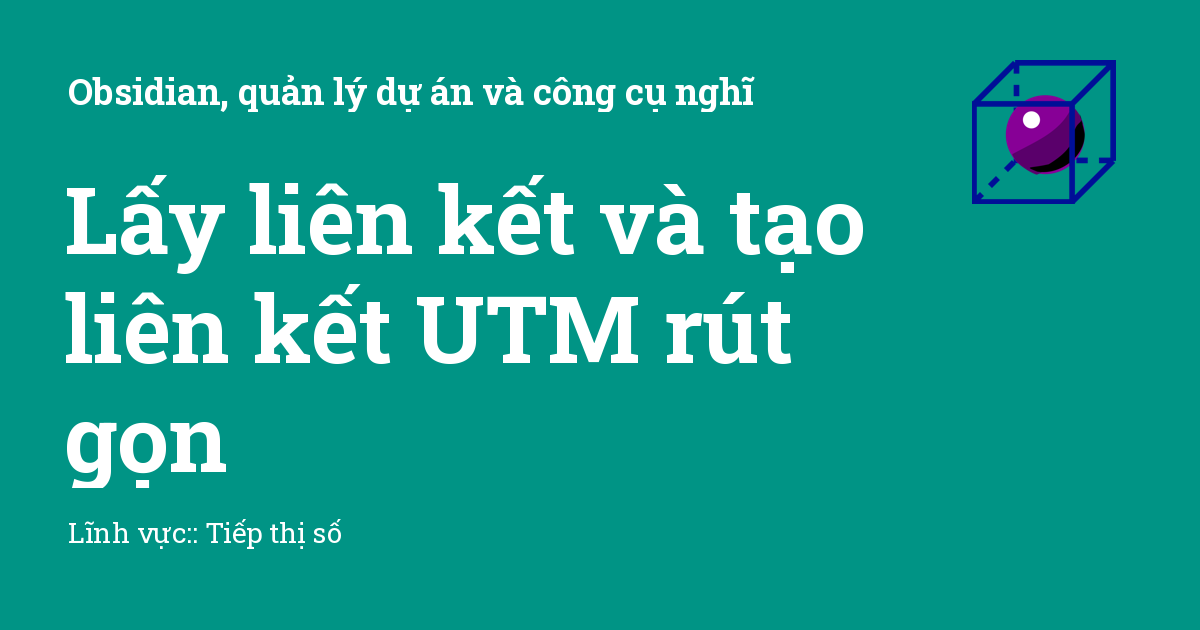 Obsidian, quản lý dự án và công cụ nghĩ
Lấy liên kết và tạo
liên kết UTM rút
gọn
Lĩnh vực:: Tiếp thị số